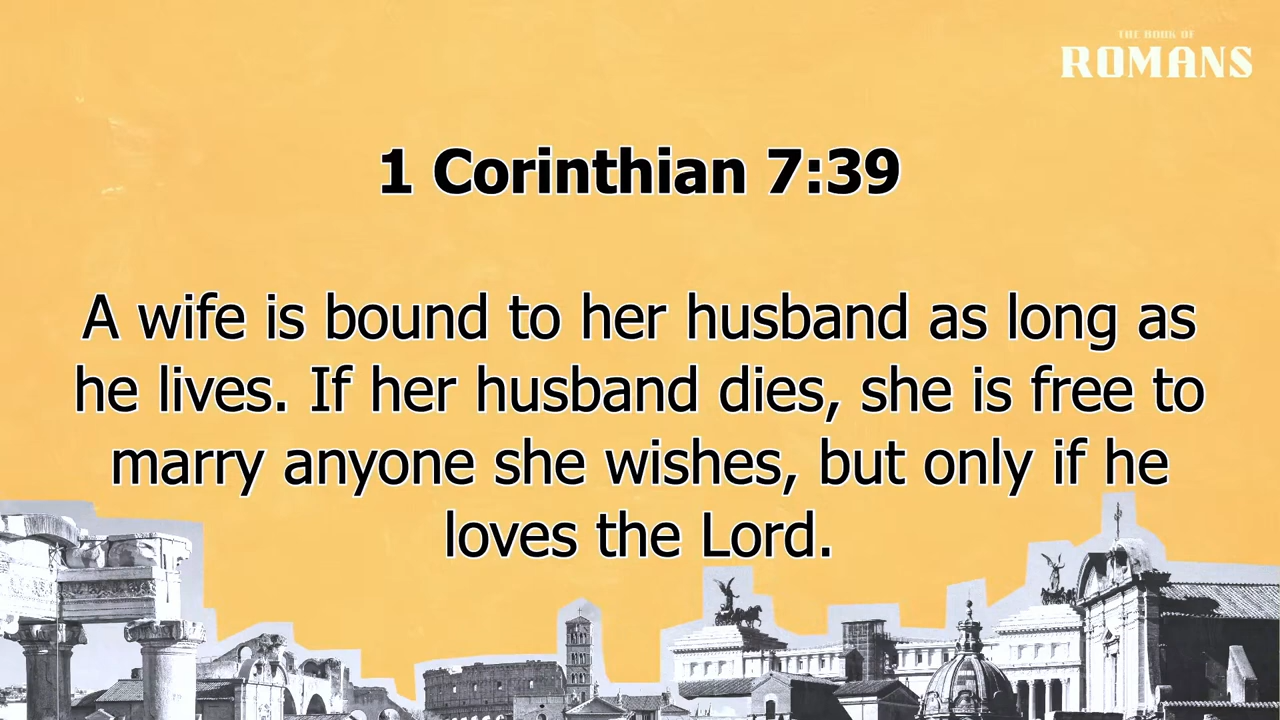 THE BOOK OF
ROMANS
1 Corinthian 7:39
A wife is bound to her husband as long as
he lives. If her husband dies, she is free to
marry anyone she wishes, but only if he
loves the Lord.